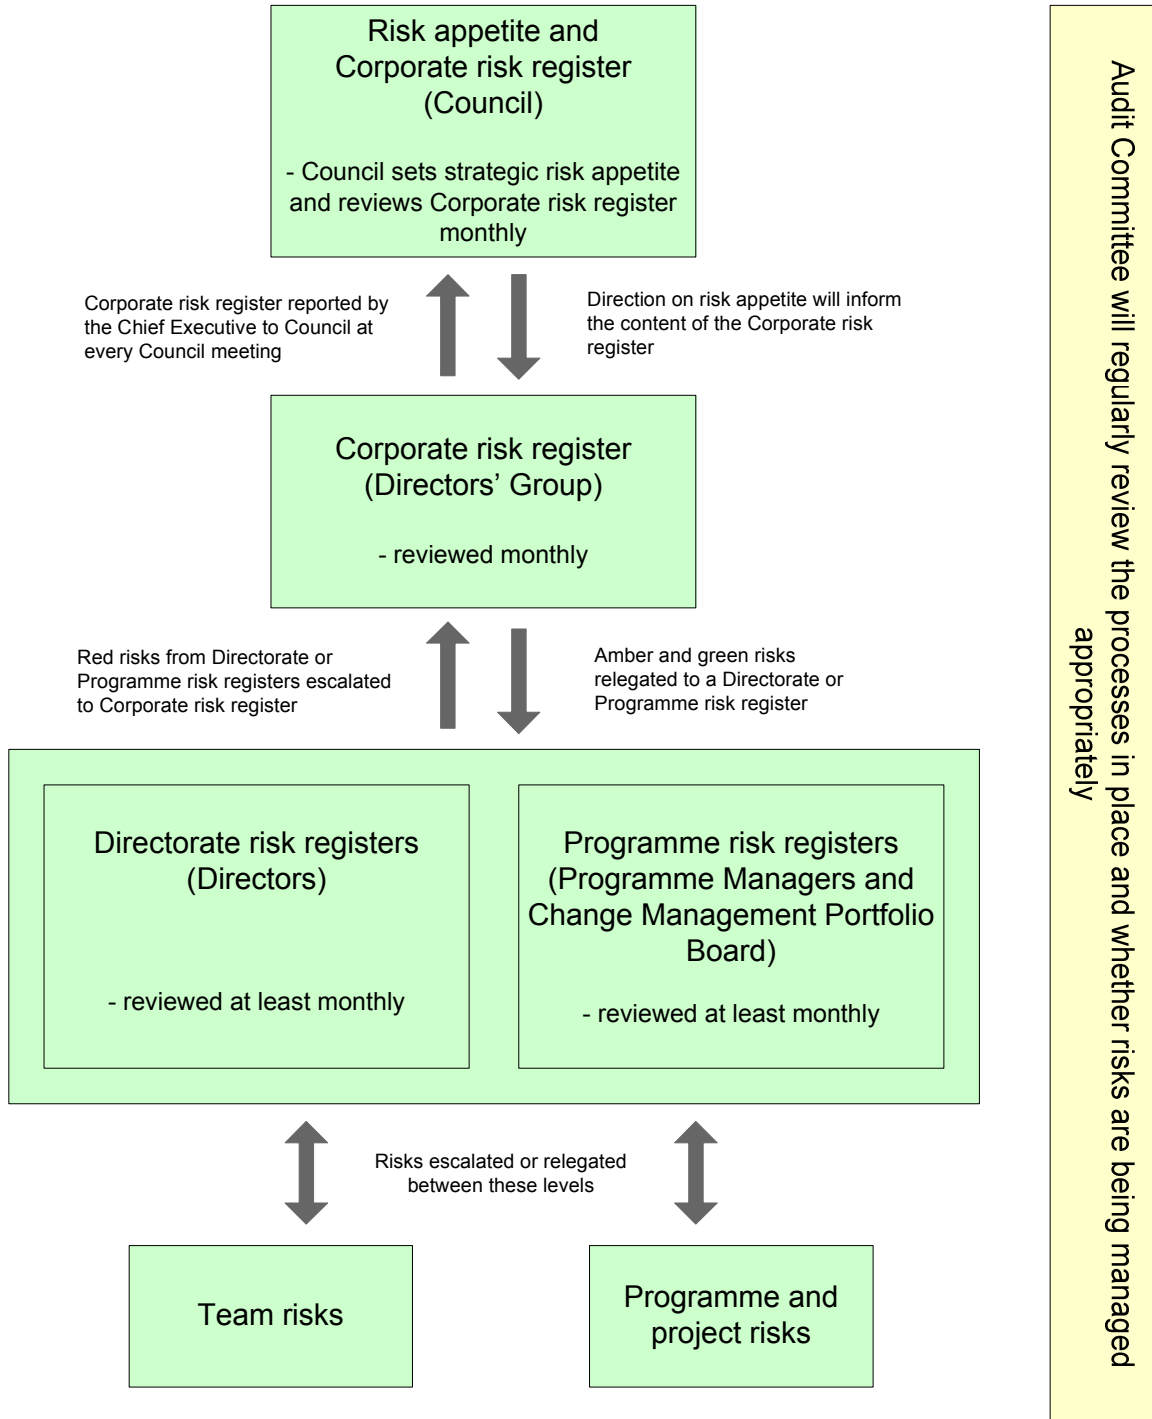 Risk appetite and
Corporate risk register
(Council)
- Council sets strategic risk appetite
and reviews Corporate risk register
monthly
Corporate risk register reported by
the Chief Executive to Council at
every Council meeting
Direction on risk appetite will inform
the content of the Corporate risk
register
Corporate risk register
(Directors’ Group)
- reviewed monthly
Red risks from Directorate or
Programme risk registers escalated
to Corporate risk register
Amber and green risks
relegated to a Directorate or
Programme risk register
Directorate risk registers
(Directors)
- reviewed at least monthly
Programme risk registers
(Programme Managers and
Change Management Portfolio
Board)
- reviewed at least monthly
Risks escalated or relegated
between these levels
Team risks
Programme and
project risks
Audit Committee will regularly review the processes in place and whether risks are being managed
appropriately